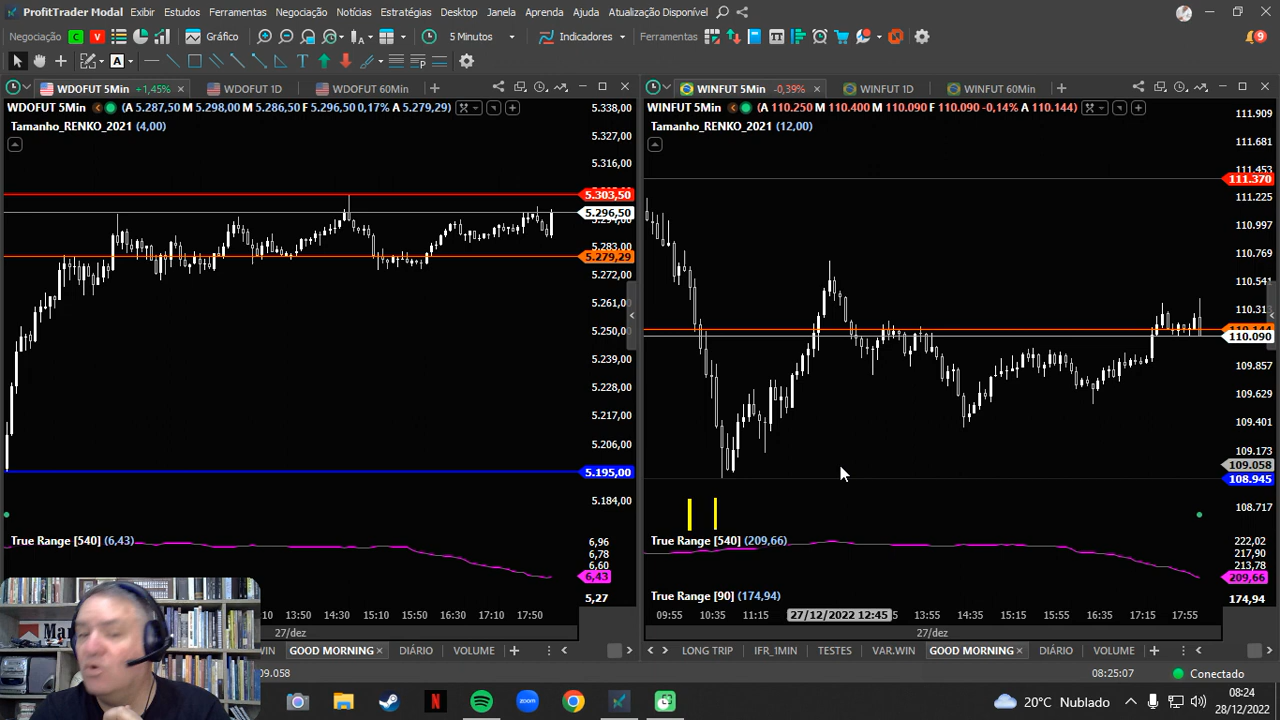 ProfitTrader Modal Exibir Estudos Ferramentas Negociação Notícias Estratégias Desktop Janela Aprenda Ajuda Atualização Disponível
Negociação C V Gráfico 5 Minutos Indicadores Ferramentas 9
A T
WDOFUT 5Min +1,45% × WDOFUT 1D WDOFUT 60Min
WDOFUT 5Min (A 5.287,50 M 5.298,00 M 5.286,50 F 5.296,50 0,17% A 5.279,29)
Tamanho_RENKO_2021 (4,00)
5.338,00
5.327,00
5.316,00
5.303,50
5.296,50
5.283,00
5.279,29
5.272,00
5.261,00
5.250,00
5.239,00
5.228,00
5.217,00
5.206,00
5.195,00
5.184,00
True Range [540] (6,43)
6,96
6,78
6,60
6,43
5,27
13:50 14:30 15:10 15:50 16:30 17:10 17:50
27/dez
WIN GOOD MORNING × DIÁRIO VOLUME +
WINFUT 5Min -0,39% × WINFUT 1D WINFUT 60Min
WINFUT 5Min (A 110.250 M 110.400 M 110.090 F 110.090 -0,14% A 110.144)
Tamanho_RENKO_2021 (12,00)
111.909
111.681
111.453
111.370
111.225
110.997
110.769
110.541
110.090
109.857
109.629
109.401
109.173
109.058
108.945
108.717
True Range [540] (209,66)
222,02
217,90
213,78
209,66
True Range [90] (174,94)
174,94
09:55 10:35 11:15 27/12/2022 12:45 13:55 14:35 15:15 15:55 16:35 17:55
27/dez
LONG TRIP IFR_1MIN TESTES VAR.WIN GOOD MORNING × DIÁRIO VOLUME +
09.058 08:25:07 Conectado
N zoom 20°C Nublado 08:24
28/12/2022